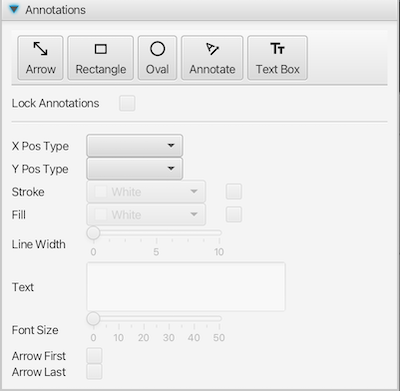 Annotations
Arrow Rectangle Oval Annotate Text Box
Lock Annotations
X Pos Type
Y Pos Type
Stroke White
Fill White
Line Width
0 5 10
Text
Font Size
0 10 20 30 40 50
Arrow First
Arrow Last